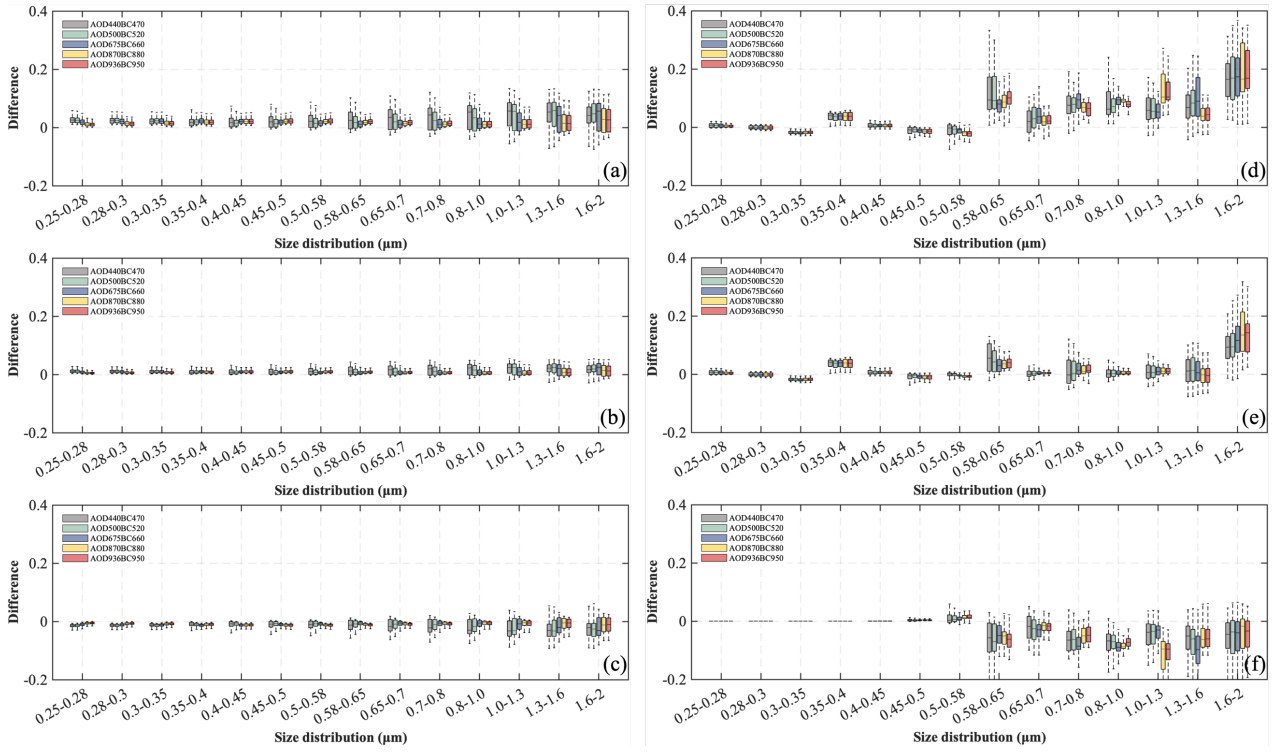 0.4
0.2
0
-0.2
Difference
AOD440BC470
AOD500BC520
AOD675BC660
AOD870BC880
AOD936BC950
(a)
0.25-0.28
0.28-0.3
0.3-0.35
0.35-0.4
0.4-0.45
0.45-0.5
0.5-0.58
0.58-0.65
0.65-0.7
0.7-0.8
0.8-1.0
1.0-1.3
1.3-1.6
1.6-2
Size distribution (μm)
0.4
0.2
0
-0.2
Difference
AOD440BC470
AOD500BC520
AOD675BC660
AOD870BC880
AOD936BC950
(b)
0.25-0.28
0.28-0.3
0.3-0.35
0.35-0.4
0.4-0.45
0.45-0.5
0.5-0.58
0.58-0.65
0.65-0.7
0.7-0.8
0.8-1.0
1.0-1.3
1.3-1.6
1.6-2
Size distribution (μm)
0.4
0.2
0
-0.2
Difference
AOD440BC470
AOD500BC520
AOD675BC660
AOD870BC880
AOD936BC950
(c)
0.25-0.28
0.28-0.3
0.3-0.35
0.35-0.4
0.4-0.45
0.45-0.5
0.5-0.58
0.58-0.65
0.65-0.7
0.7-0.8
0.8-1.0
1.0-1.3
1.3-1.6
1.6-2
Size distribution (μm)
0.4
0.2
0
-0.2
Difference
AOD440BC470
AOD500BC520
AOD675BC660
AOD870BC880
AOD936BC950
(d)
0.25-0.28
0.28-0.3
0.3-0.35
0.35-0.4
0.4-0.45
0.45-0.5
0.5-0.58
0.58-0.65
0.65-0.7
0.7-0.8
0.8-1.0
1.0-1.3
1.3-1.6
1.6-2
Size distribution (μm)
0.4
0.2
0
-0.2
Difference
AOD440BC470
AOD500BC520
AOD675BC660
AOD870BC880
AOD936BC950
(e)
0.25-0.28
0.28-0.3
0.3-0.35
0.35-0.4
0.4-0.45
0.45-0.5
0.5-0.58
0.58-0.65
0.65-0.7
0.7-0.8
0.8-1.0
1.0-1.3
1.3-1.6
1.6-2
Size distribution (μm)
0.4
0.2
0
-0.2
Difference
AOD440BC470
AOD500BC520
AOD675BC660
AOD870BC880
AOD936BC950
(f)
0.25-0.28
0.28-0.3
0.3-0.35
0.35-0.4
0.4-0.45
0.45-0.5
0.5-0.58
0.58-0.65
0.65-0.7
0.7-0.8
0.8-1.0
1.0-1.3
1.3-1.6
1.6-2
Size distribution (μm)